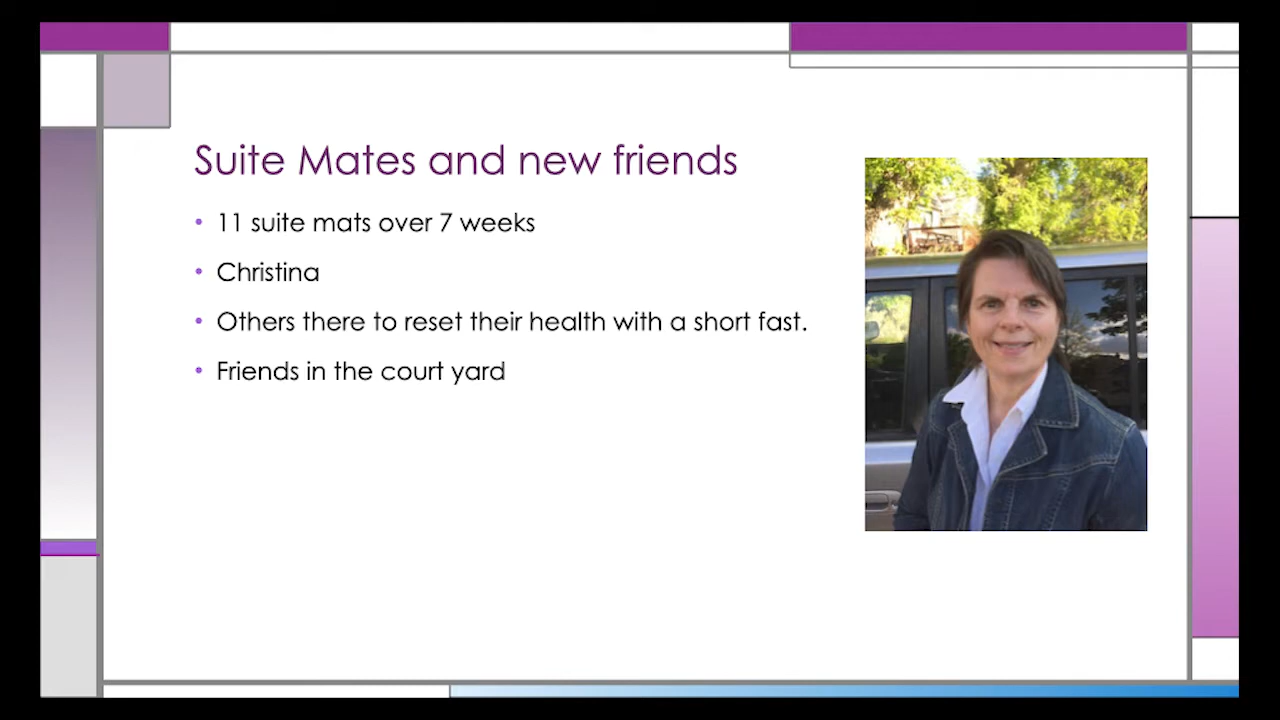 Suite Mates and new friends
• 11 suite mats over 7 weeks
• Christina
• Others there to reset their health with a short fast.
• Friends in the court yard